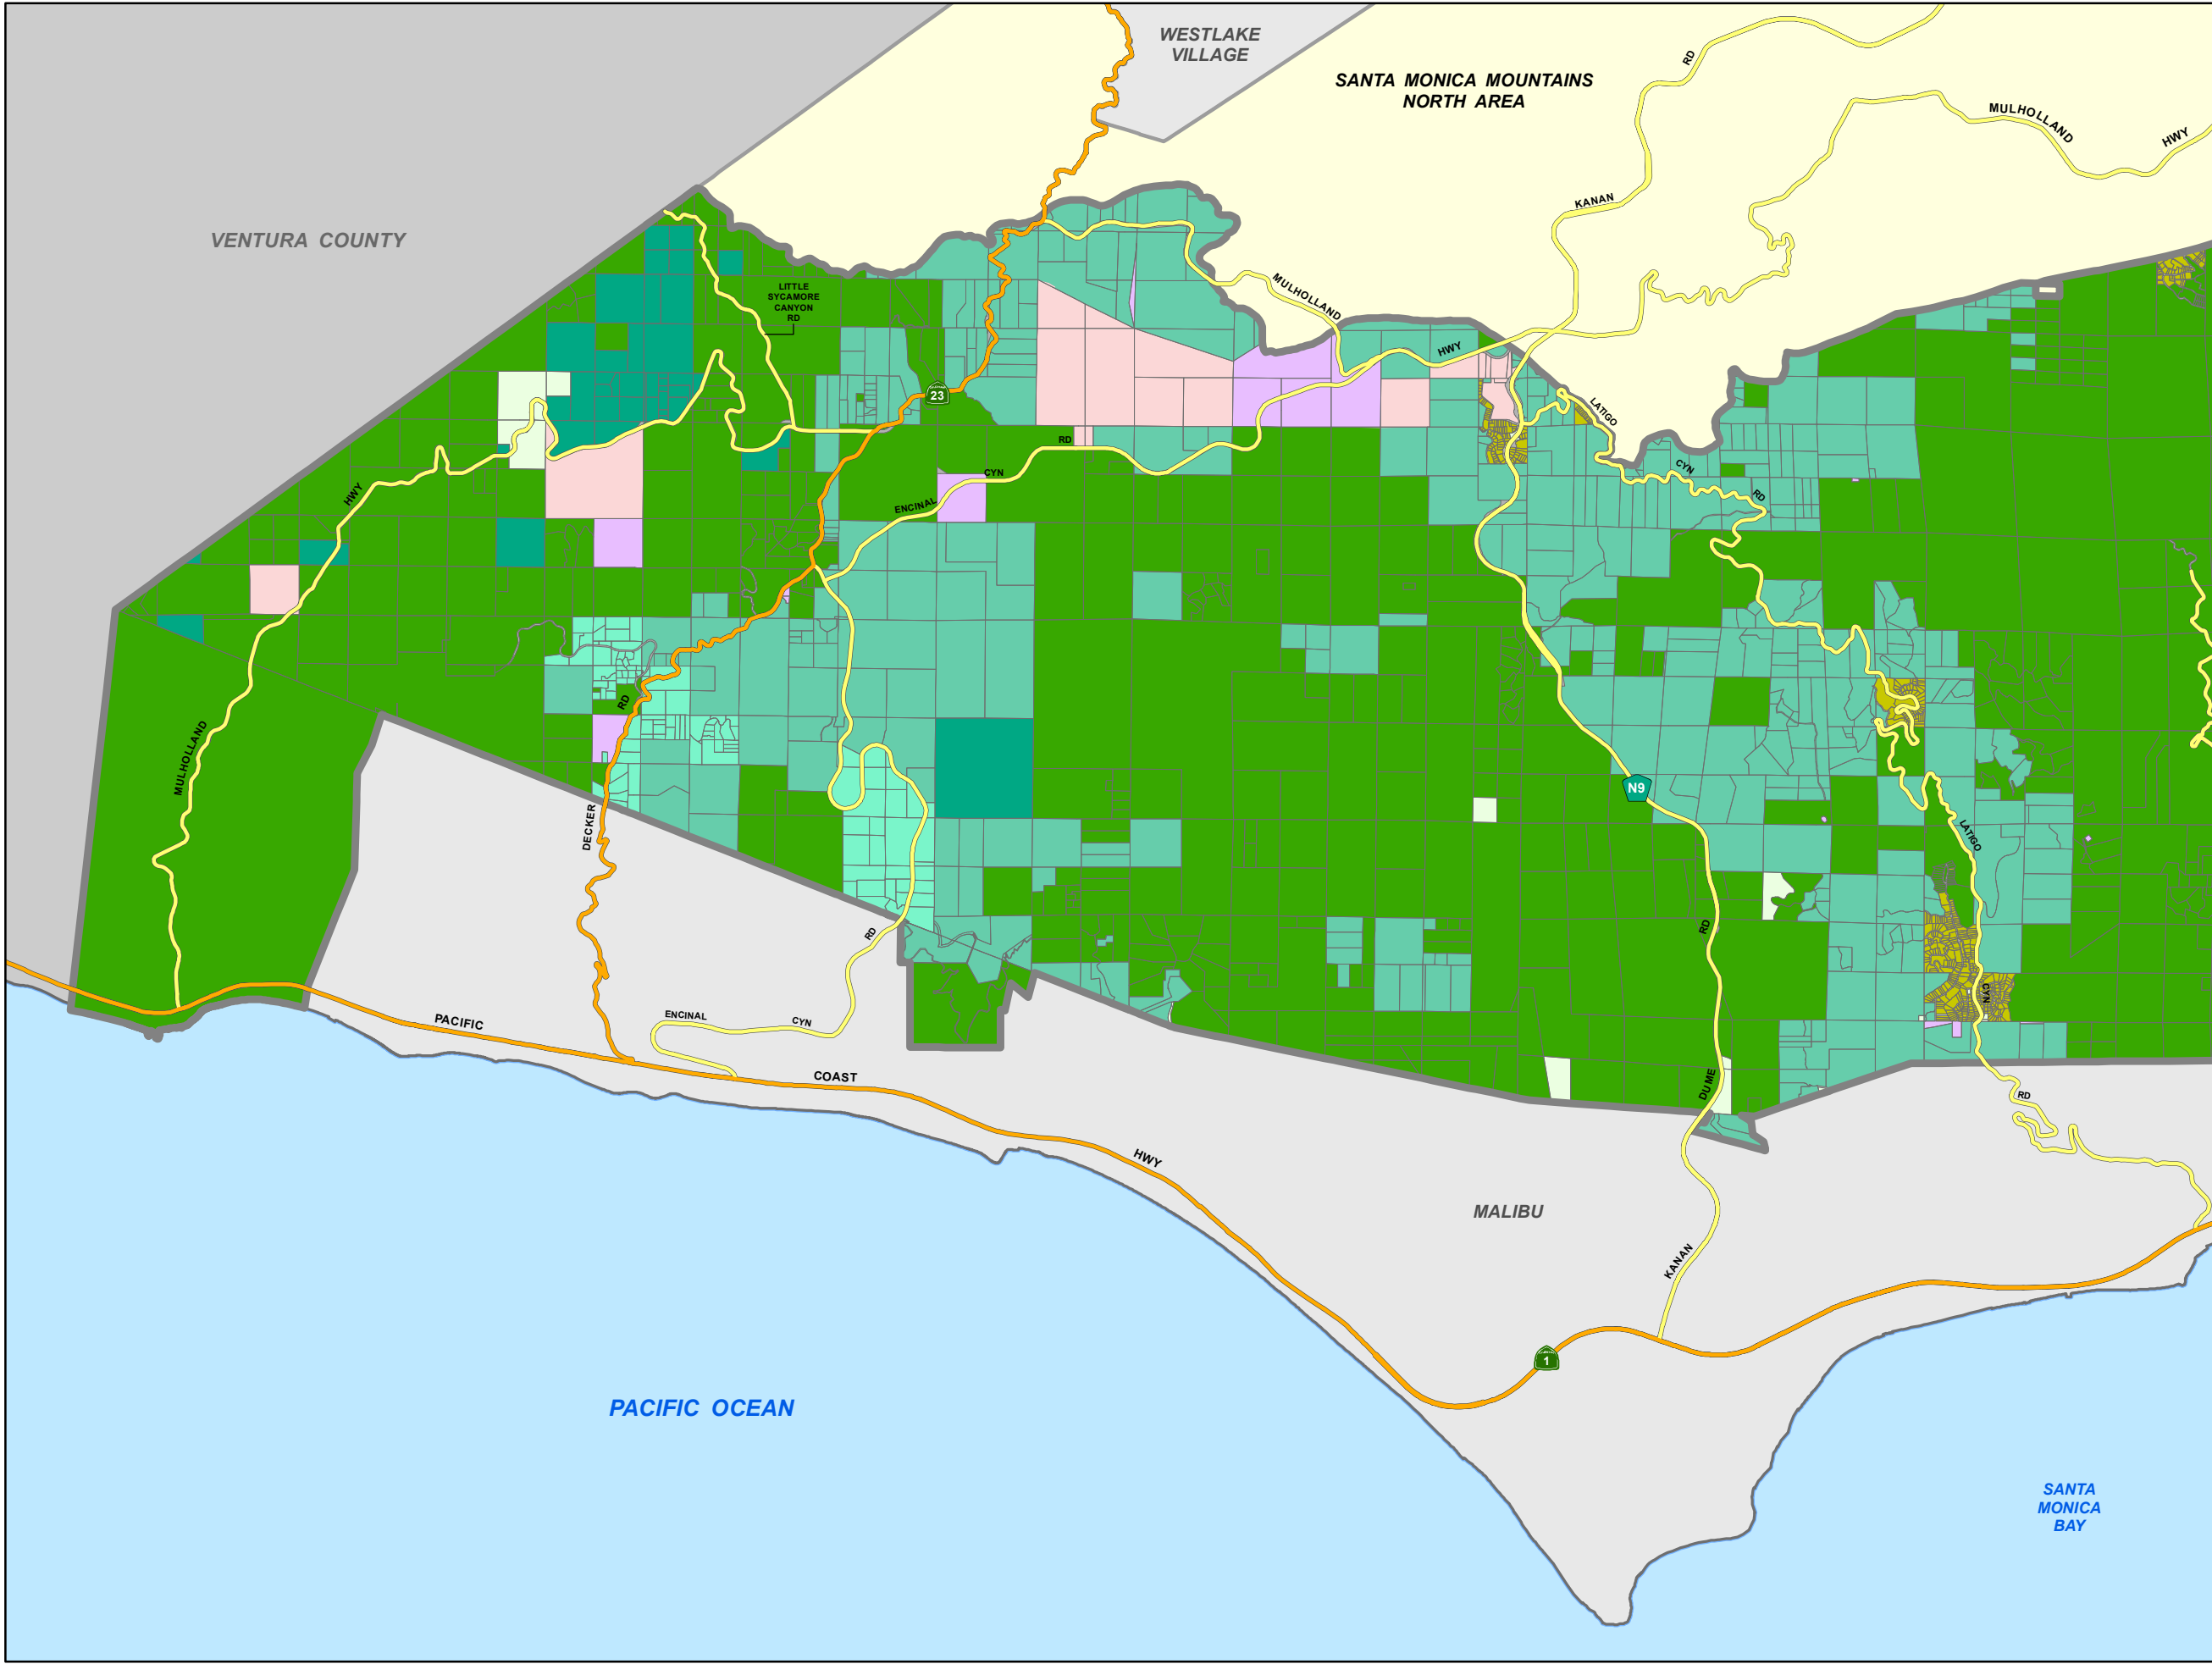 WESTLAKE
VILLAGE
SANTA MONICA MOUNTAINS
NORTH AREA
RD
MULHOLLAND
HWY
KANAN
VENTURA COUNTY
LITTLE
SYCAMORE
CANYON
RD
MULHOLLAND
HWY
23
LATIGO
CYN
RD
RD
CYN
ENCINAL
HWY
RD
MULHOLLAND
DECKER
N9
LATIGO
RD
RD
CYN
ENCINAL
CYN
PACIFIC
COAST
DUME
RD
HWY
MALIBU
KANAN
1
PACIFIC OCEAN
SANTA
MONICA
BAY